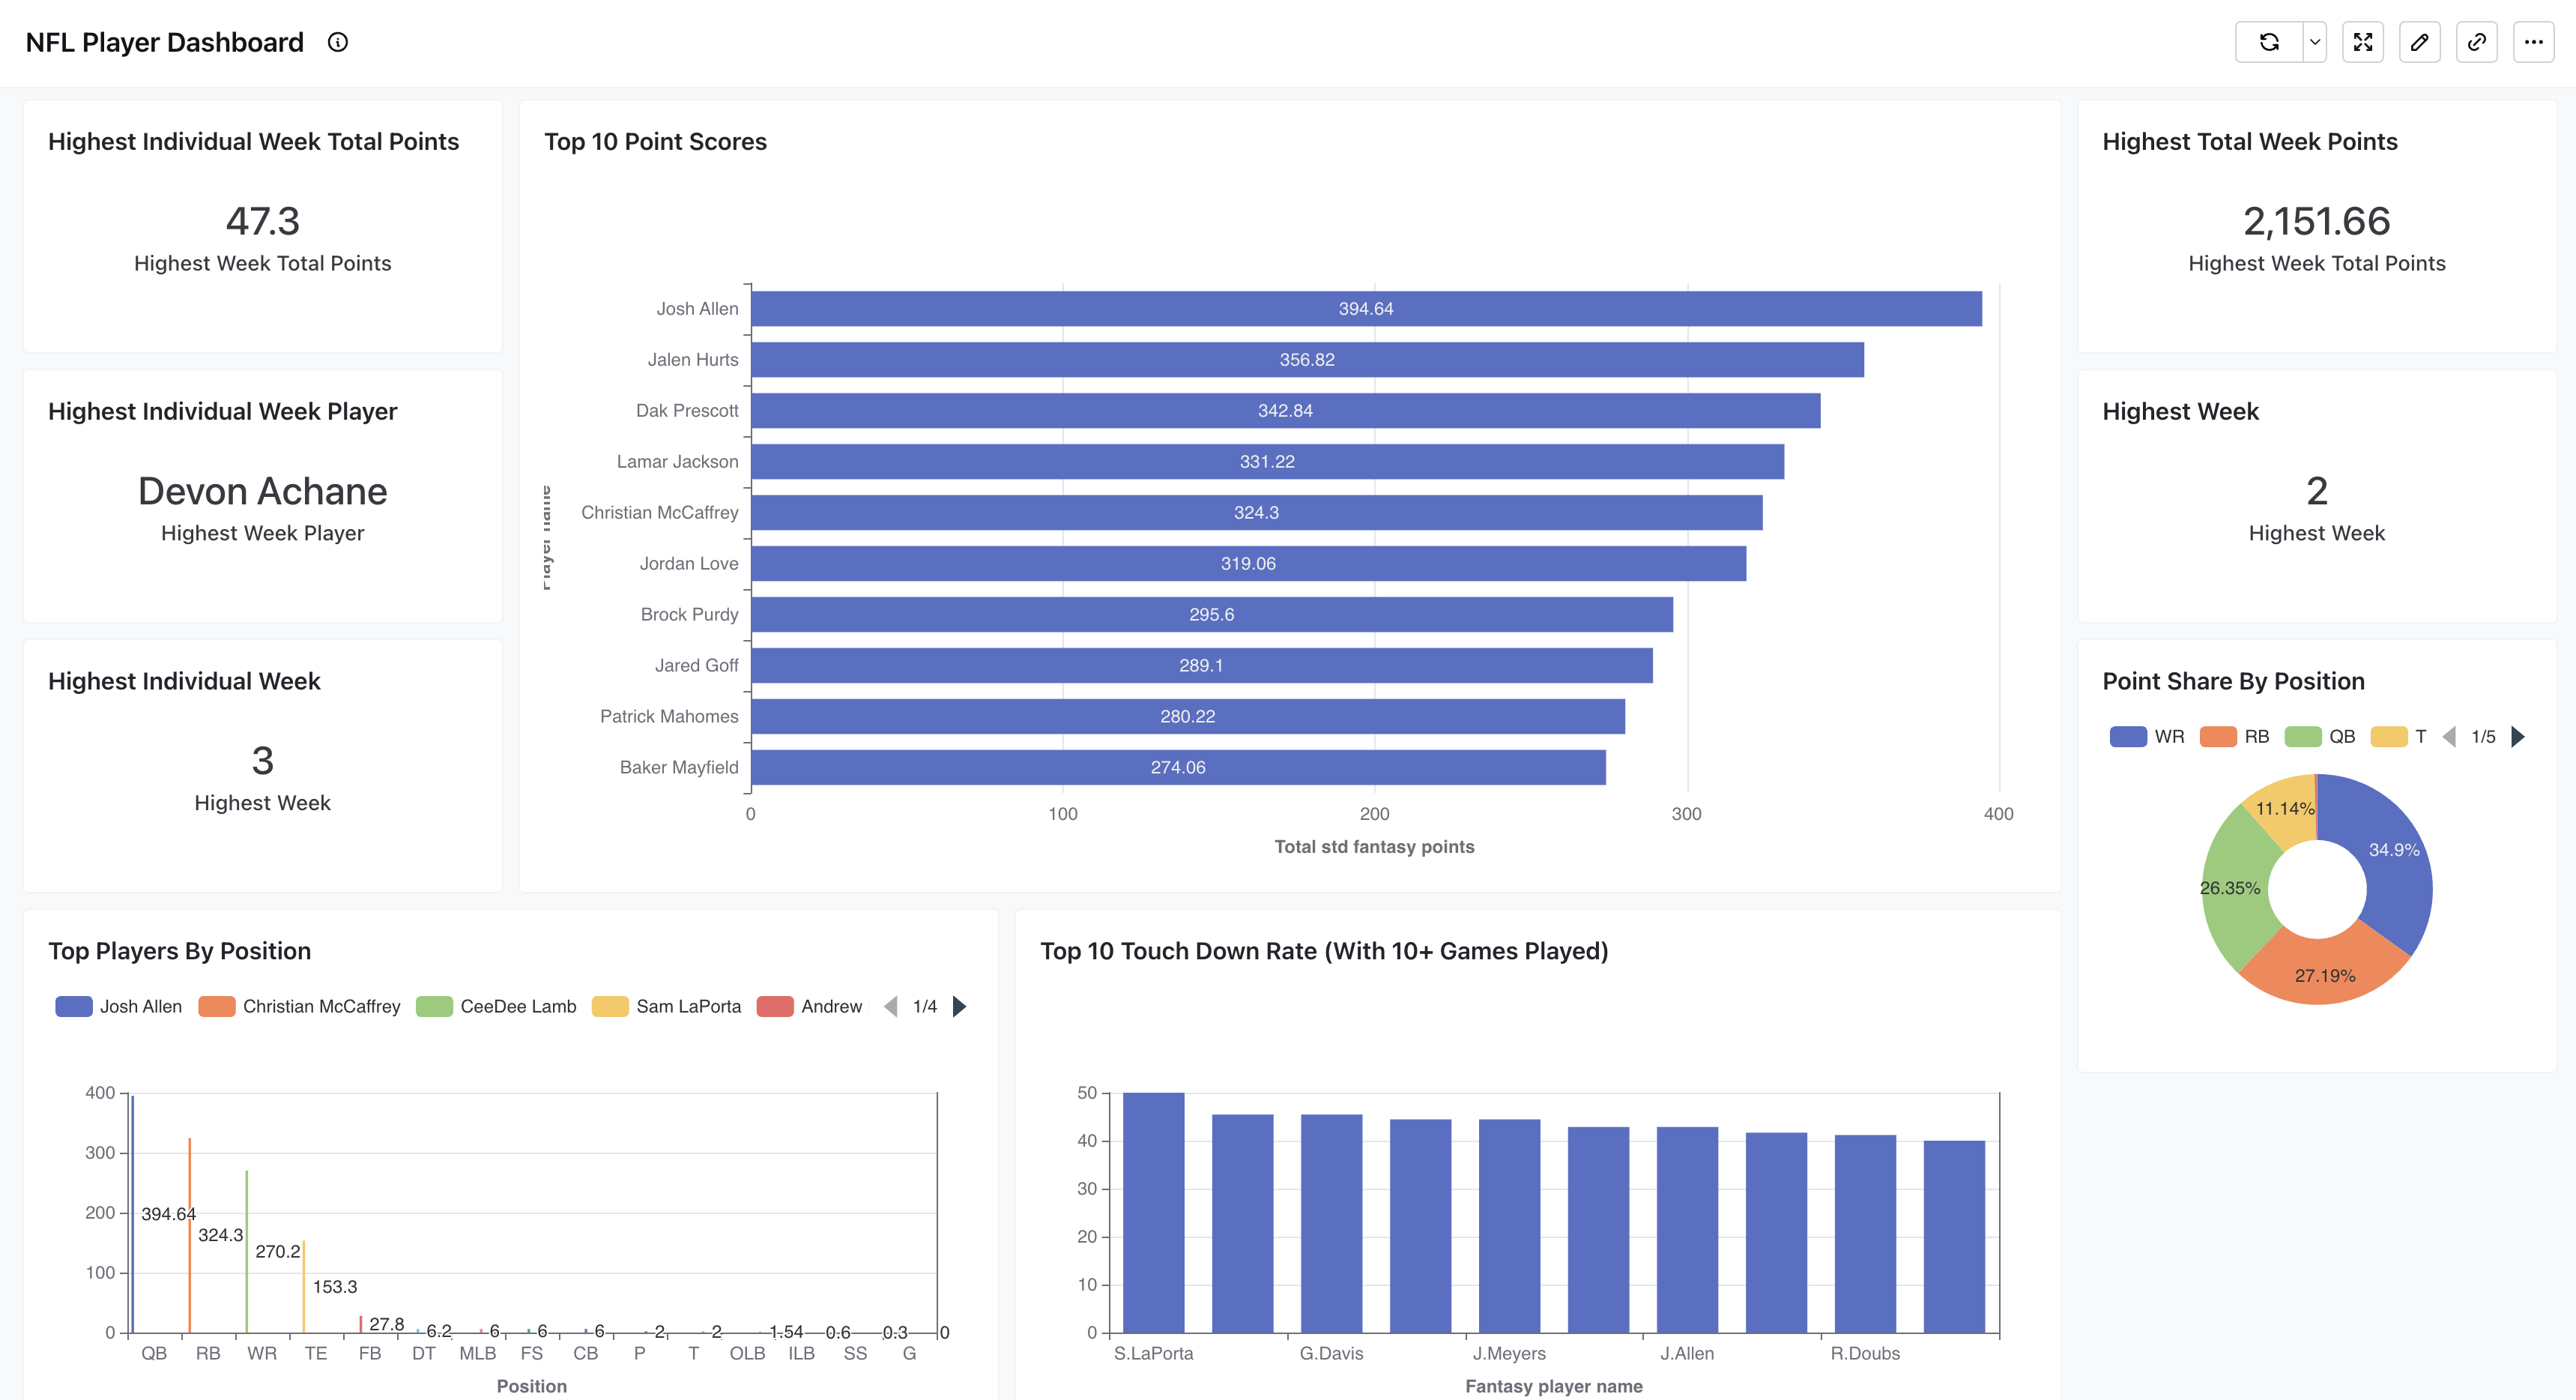 NFL Player Dashboard
Highest Individual Week Total Points
47.3
Highest Week Total Points
Highest Individual Week Player
Devon Achane
Highest Week Player
Highest Individual Week
3
Highest Week
Top 10 Point Scores
Player name
Josh Allen 394.64
Jalen Hurts 356.82
Dak Prescott 342.84
Lamar Jackson 331.22
Christian McCaffrey 324.3
Jordan Love 319.06
Brock Purdy 295.6
Jared Goff 289.1
Patrick Mahomes 280.22
Baker Mayfield 274.06
0 100 200 300 400
Total std fantasy points
Highest Total Week Points
2,151.66
Highest Week Total Points
Highest Week
2
Highest Week
Point Share By Position
WR RB QB T 1/5
11.14%
34.9%
26.35%
27.19%
Top Players By Position
Josh Allen Christian McCaffrey CeeDee Lamb Sam LaPorta Andrew 1/4
400
300
200
100
0
394.64 324.3 270.2 153.3 27.8 6.2 6 6 6 2 2 1.54 0.6 0.3 0
QB RB WR TE FB DT MLB FS CB P T OLB ILB SS G
Position
Top 10 Touch Down Rate (With 10+ Games Played)
50
40
30
20
10
0
S.LaPorta G.Davis J.Meyers J.Allen R.Doubs
Fantasy player name